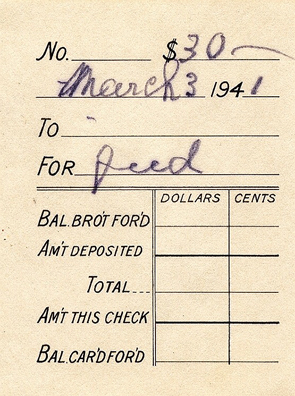 No. $30—
March 3 1941
To
For feed
DOLLARS CENTS
BAL. BRO'T FOR'D
AM'T DEPOSITED
TOTAL
AM'T THIS CHECK
BAL. CAR'D FOR'D